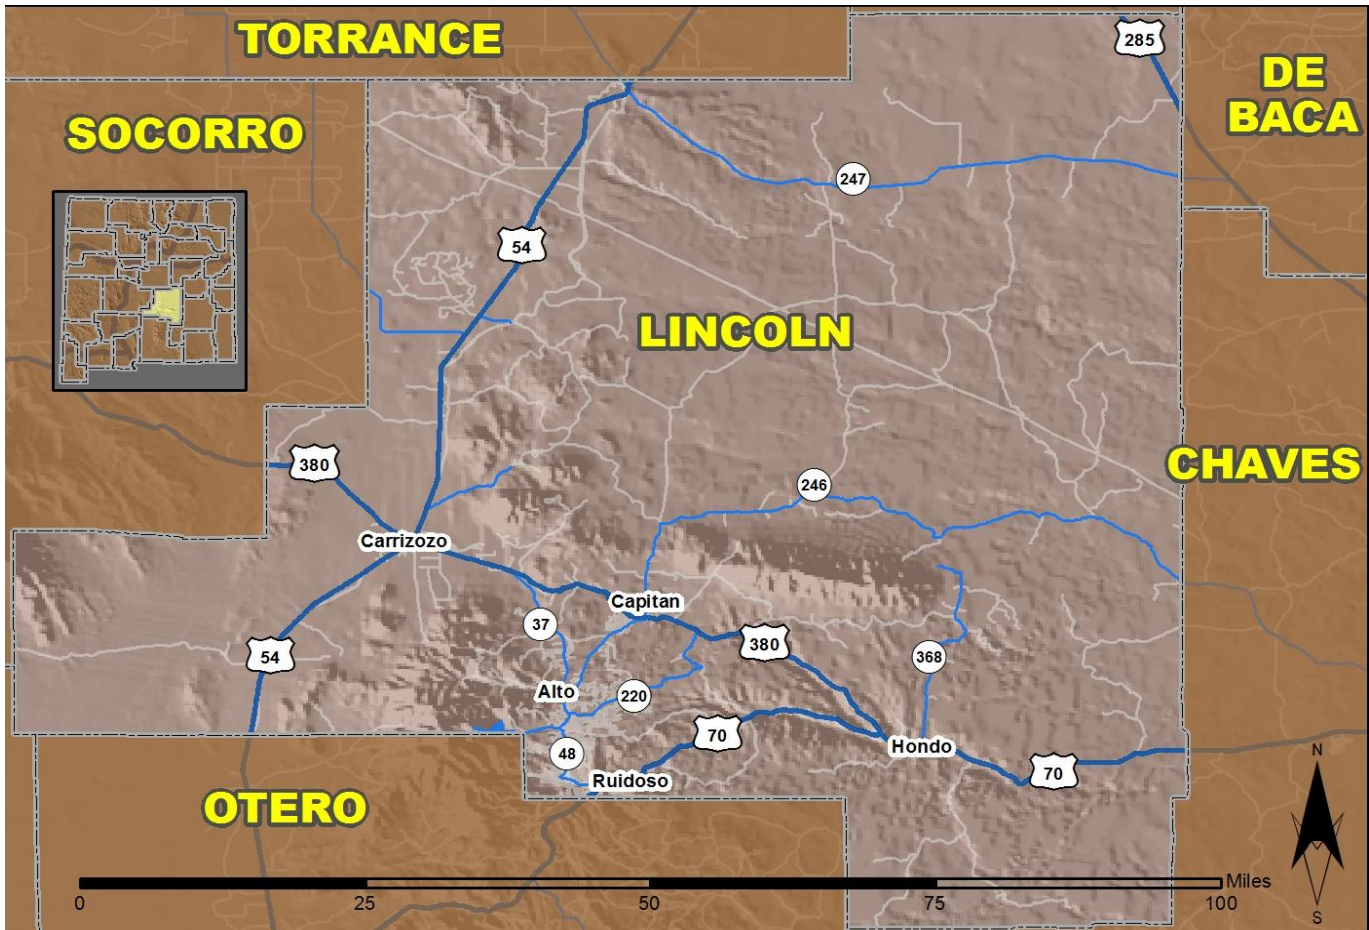 TORRANCE
285
DE
BACA
SOCORRO
247
54
LINCOLN
380
CHAVES
246
Carrizozo
Capitan
37
380
54
368
Alto
220
70
Hondo
48
70
Ruidoso
OTERO
N
S
Miles
0 25 50 75 100